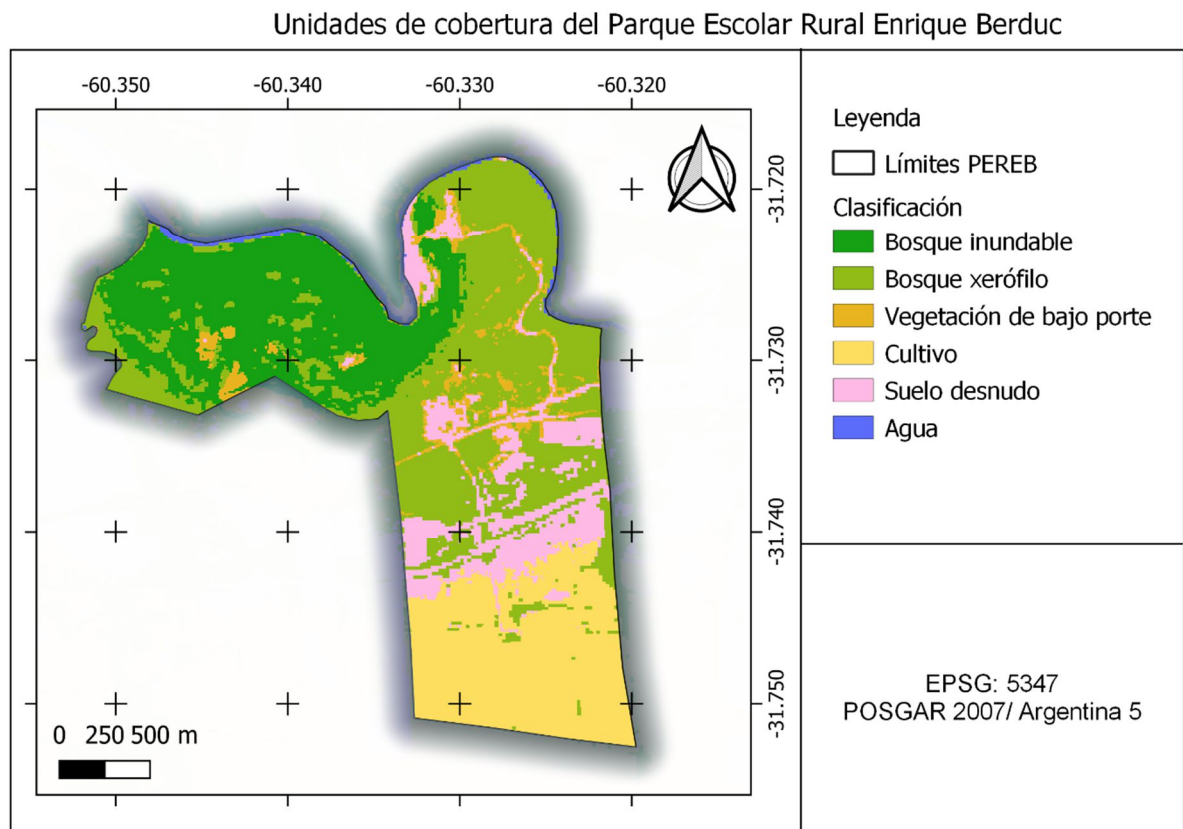 Unidades de cobertura del Parque Escolar Rural Enrique Berduc
-60.350 -60.340 -60.330 -60.320
-31.720
-31.730
-31.740
-31.750
0 250 500 m
Leyenda
Límites PEREB
Clasificación
Bosque inundable
Bosque xerófilo
Vegetación de bajo porte
Cultivo
Suelo desnudo
Agua
EPSG: 5347
POSGAR 2007/ Argentina 5